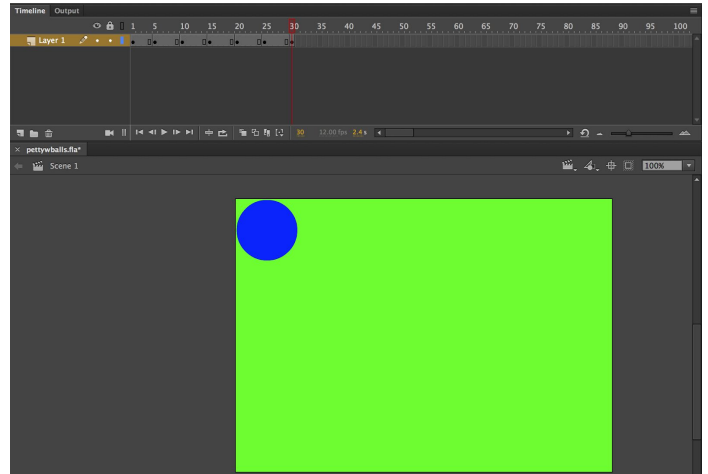 Timeline Output
1 5 10 15 20 25 30 35 40 45 50 55 60 65 70 75 80 85 90 95 100
Layer 1
30 12.00 fps 2.4 s
× pettywballs.fla*
Scene 1 100%